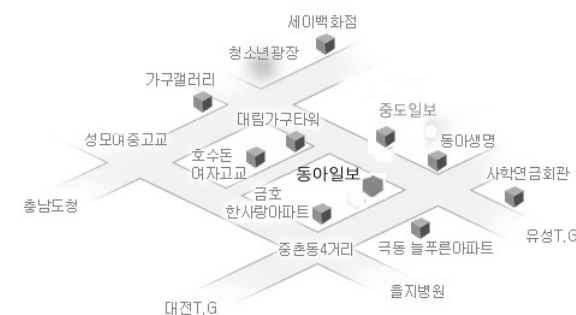 세이백화점
청소년광장
가구갤러리
대림가구타워
중도일보
성모여중고교
호수돈
여자고교
동아생명
동아일보
사학연금회관
충남도청
금호
한사랑아파트
유성T.G
중촌동4거리
극동 늘푸른아파트
을지병원
대전T.G